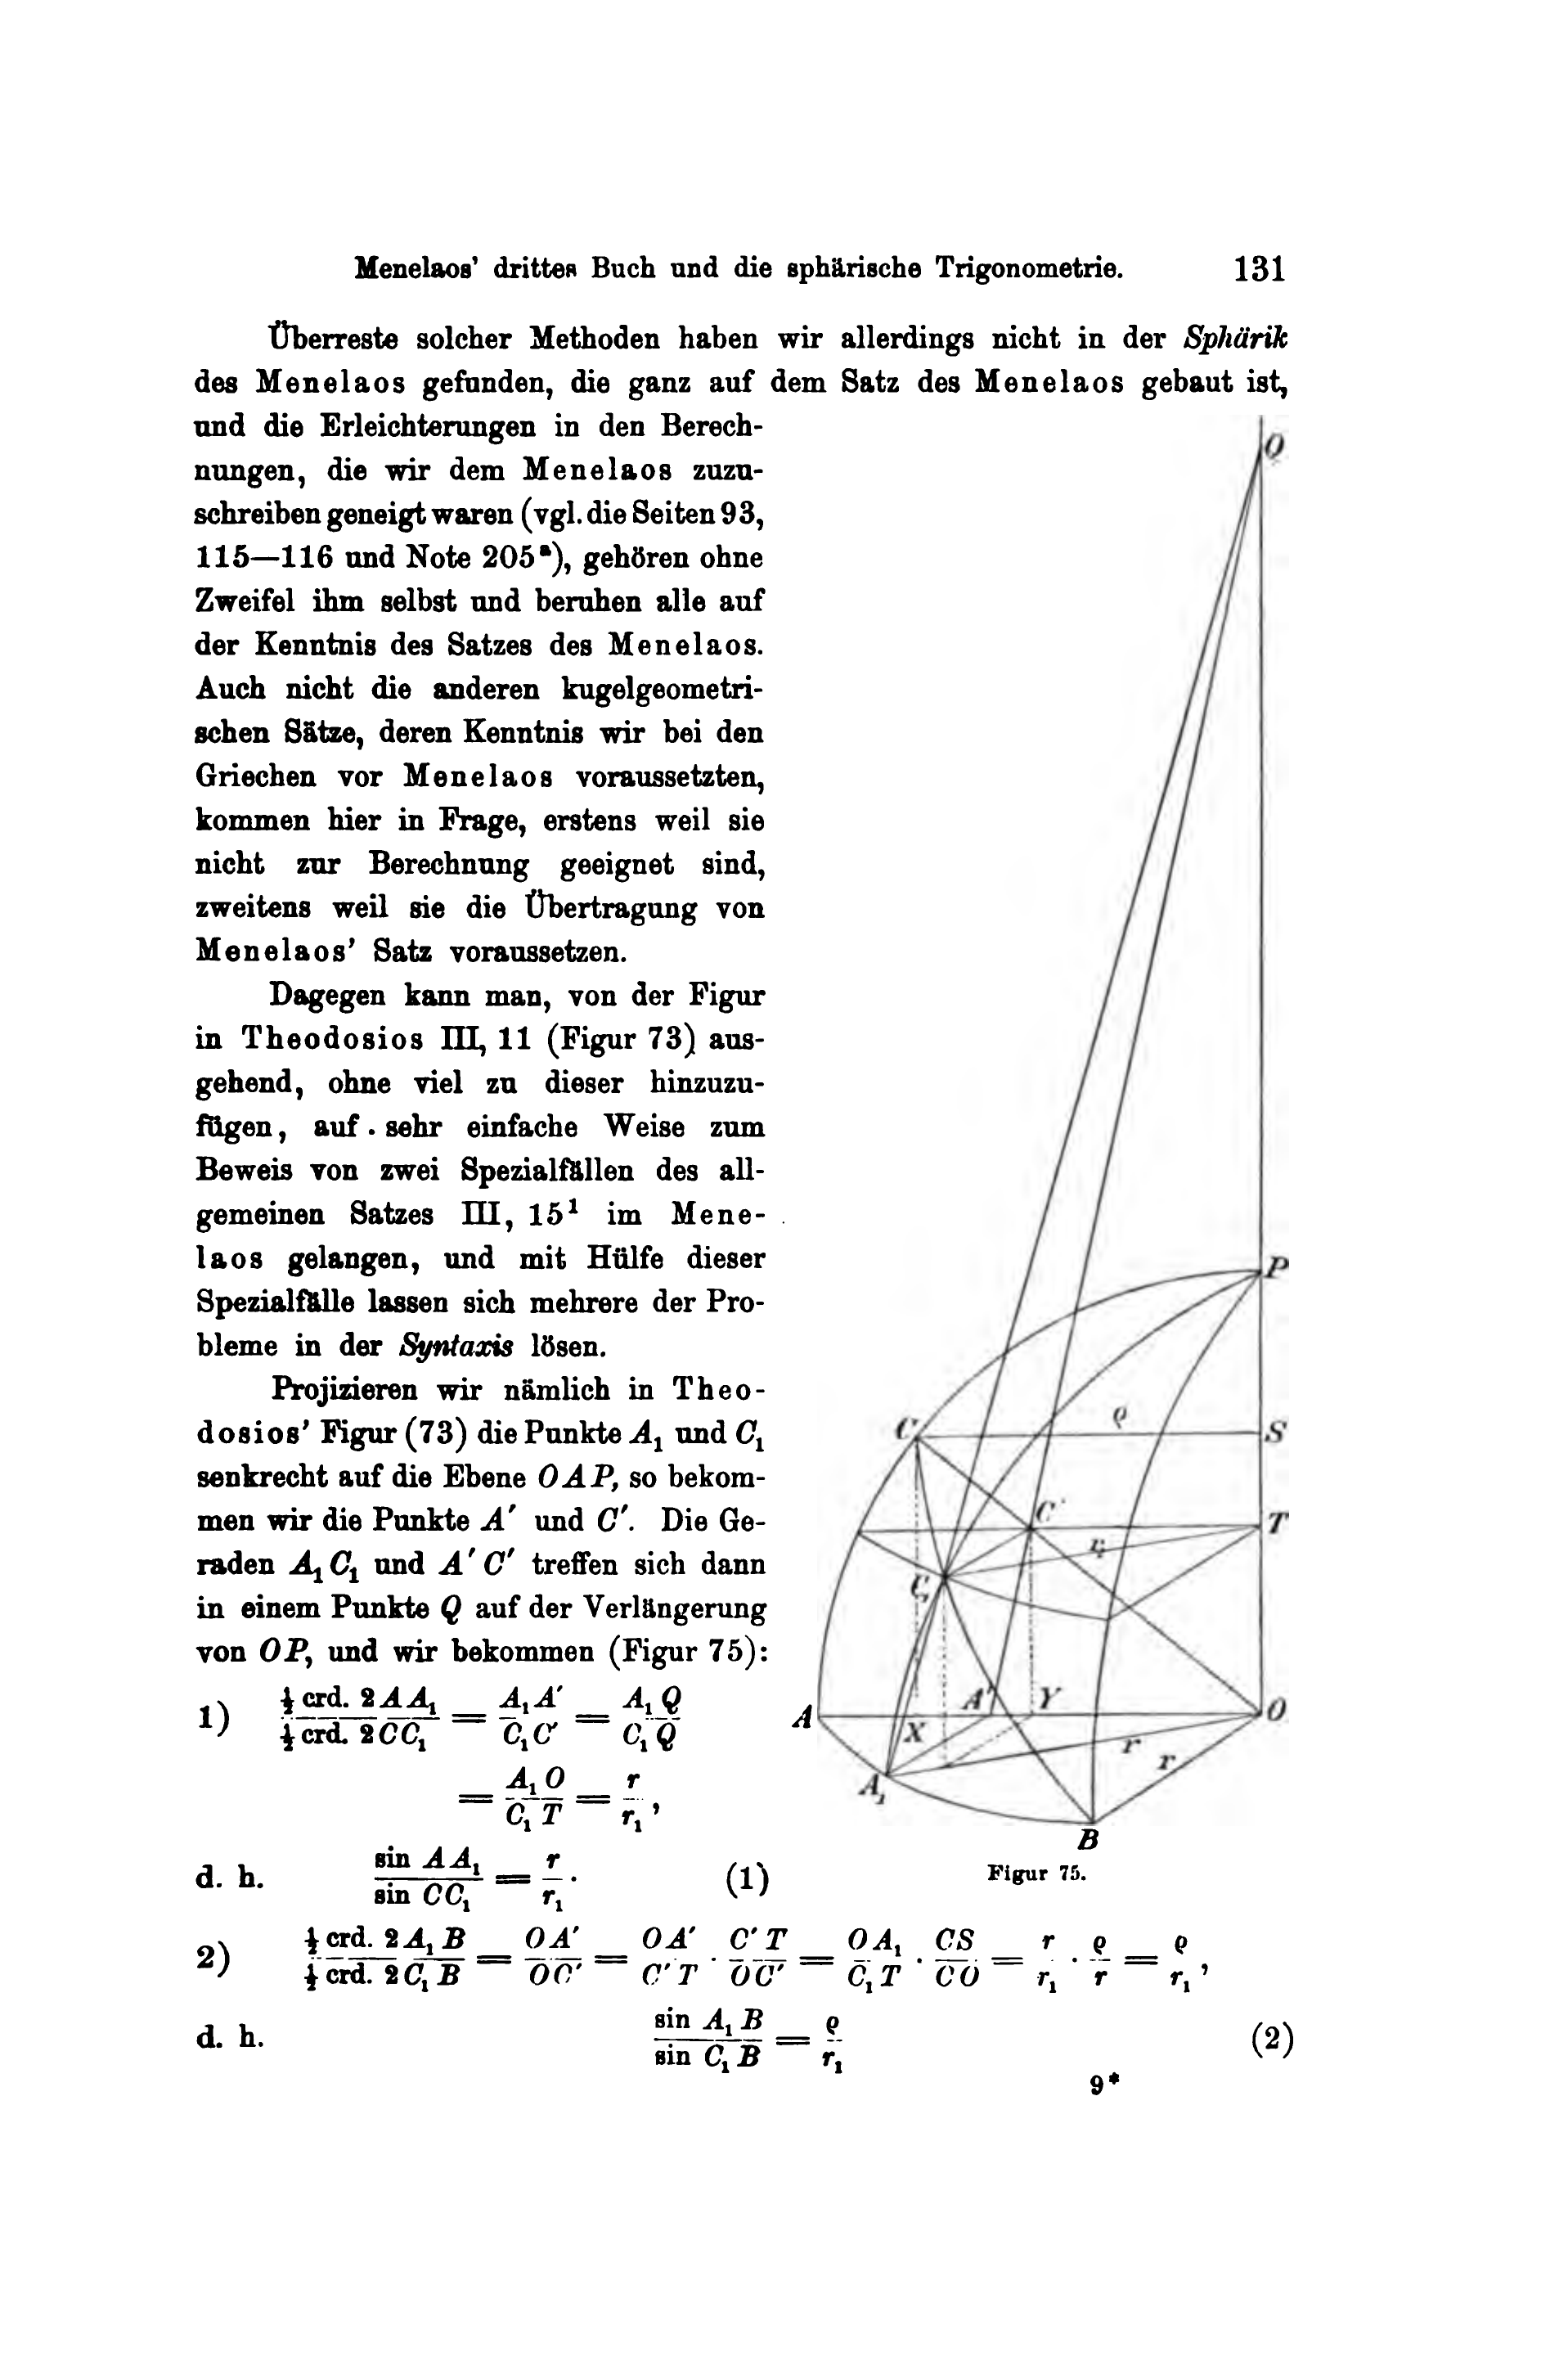 Menelaos' drittes Buch und die sphärische Trigonometrie. 131
Überreste solcher Methoden haben wir allerdings nicht in der Sphärik
des Menelaos gefunden, die ganz auf dem Satz des Menelaos gebaut ist,
und die Erleichterungen in den Berech-
nungen, die wir dem Menelaos zuzu-
schreiben geneigt waren (vgl. die Seiten 93,
115—116 und Note 205ª), gehören ohne
Zweifel ihm selbst und beruhen alle auf
der Kenntnis des Satzes des Menelaos.
Auch nicht die anderen kugelgeometri-
schen Sätze, deren Kenntnis wir bei den
Griechen vor Menelaos voraussetzten,
kommen hier in Frage, erstens weil sie
nicht zur Berechnung geeignet sind,
zweitens weil sie die Übertragung von
Menelaos' Satz voraussetzen.
Dagegen kann man, von der Figur
in Theodosios III, 11 (Figur 73) aus-
gehend, ohne viel zu dieser hinzuzu-
fügen, auf sehr einfache Weise zum
Beweis von zwei Spezialfällen des all-
gemeinen Satzes III, 15¹ im Mene-
laos gelangen, und mit Hülfe dieser
Spezialfälle lassen sich mehrere der Pro-
bleme in der Syntaxis lösen.
Projizieren wir nämlich in Theo-
dosios' Figur (73) die Punkte A₁ und C₁
senkrecht auf die Ebene OAP, so bekom-
men wir die Punkte A' und C'. Die Ge-
raden A₁C₁ und A'C' treffen sich dann
in einem Punkte Q auf der Verlängerung
von OP, und wir bekommen (Figur 75):
1) ½ crd. 2AA₁ / ½ crd. 2CC₁ = A₁A' / C₁C' = A₁Q / C₁Q
= A₁O / C₁T = r / r₁,
d. h. sin AA₁ / sin CC₁ = r / r₁. (1)
Q
P
C ϱ S
C' T
r₁
C₁
A X A' Y O
r r
A₁
B
Figur 75.
2) ½ crd. 2A₁B / ½ crd. 2C₁B = OA' / OC' = OA' / C'T · C'T / OC' = OA₁ / C₁T · CS / CO = r / r₁ · ϱ / r = ϱ / r₁,
d. h. sin A₁B / sin C₁B = ϱ / r₁ (2)
9*